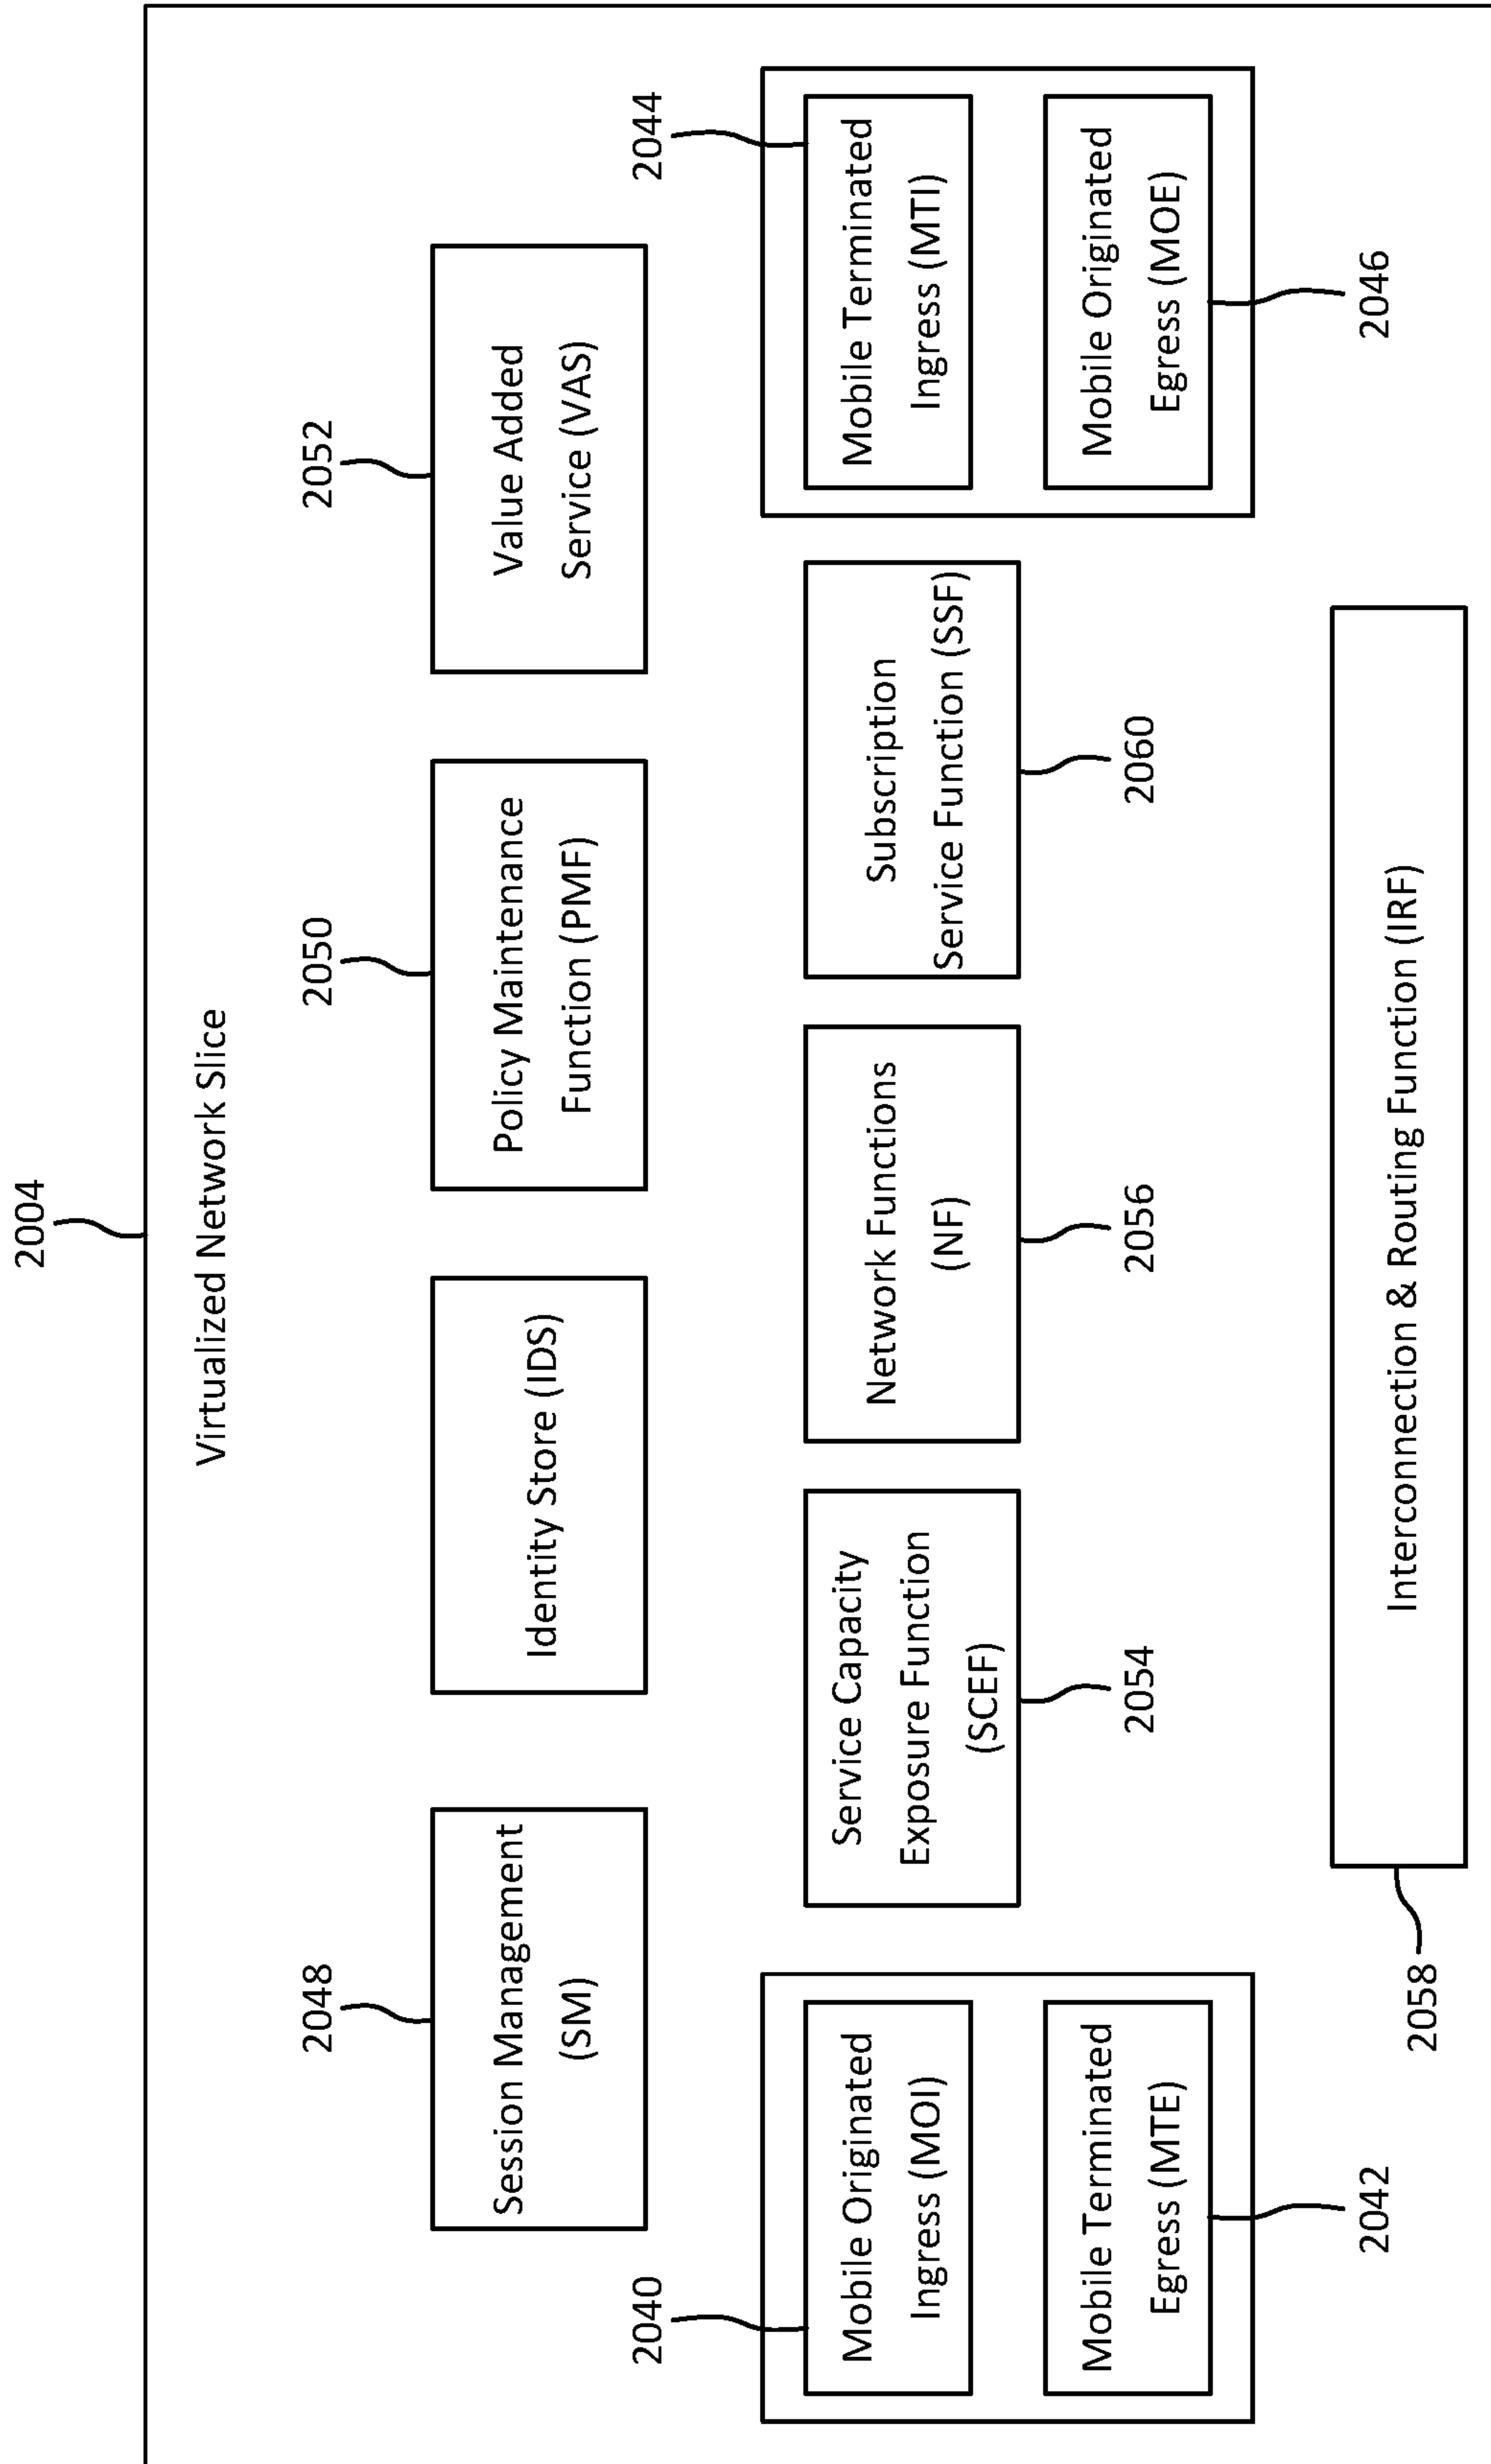 2004
Virtualized Network Slice
2048
Session Management
(SM)
Identity Store (IDS)
2050
Policy Maintenance
Function (PMF)
2052
Value Added
Service (VAS)
2040
Mobile Originated
Ingress (MOI)
Mobile Terminated
Egress (MTE)
2042
Service Capacity
Exposure Function
(SCEF)
2054
Network Functions
(NF)
2056
Subscription
Service Function (SSF)
2060
2044
Mobile Terminated
Ingress (MTI)
Mobile Originated
Egress (MOE)
2046
2058
Interconnection & Routing Function (IRF)